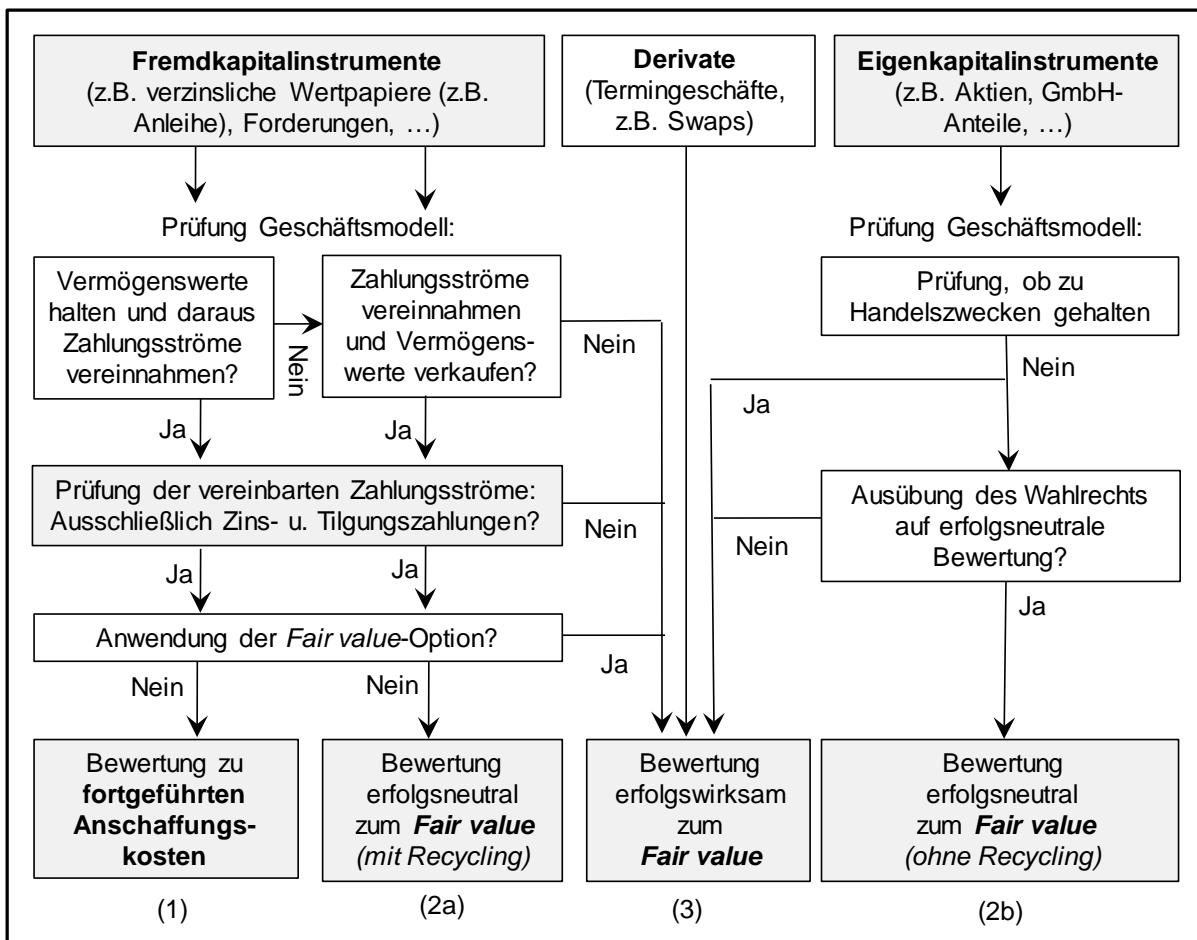 Fremdkapitalinstrumente
(z.B. verzinsliche Wertpapiere (z.B.
Anleihe), Forderungen, …)
Derivate
(Termingeschäfte,
z.B. Swaps)
Eigenkapitalinstrumente
(z.B. Aktien, GmbH-
Anteile, …)
Prüfung Geschäftsmodell:
Prüfung Geschäftsmodell:
Vermögenswerte
halten und daraus
Zahlungsströme
vereinnahmen?
Nein
Zahlungsströme
vereinnahmen
und Vermögens-
werte verkaufen?
Nein
Prüfung, ob zu
Handelszwecken gehalten
Nein
Ja
Ja
Ja
Prüfung der vereinbarten Zahlungsströme:
Ausschließlich Zins- u. Tilgungszahlungen?
Nein
Nein
Ausübung des Wahlrechts
auf erfolgsneutrale
Bewertung?
Ja
Ja
Ja
Anwendung der Fair value-Option?
Ja
Nein
Nein
Bewertung zu
fortgeführten
Anschaffungs-
kosten
Bewertung
erfolgsneutral
zum Fair value
(mit Recycling)
Bewertung
erfolgswirksam
zum
Fair value
Bewertung
erfolgsneutral
zum Fair value
(ohne Recycling)
(1)
(2a)
(3)
(2b)